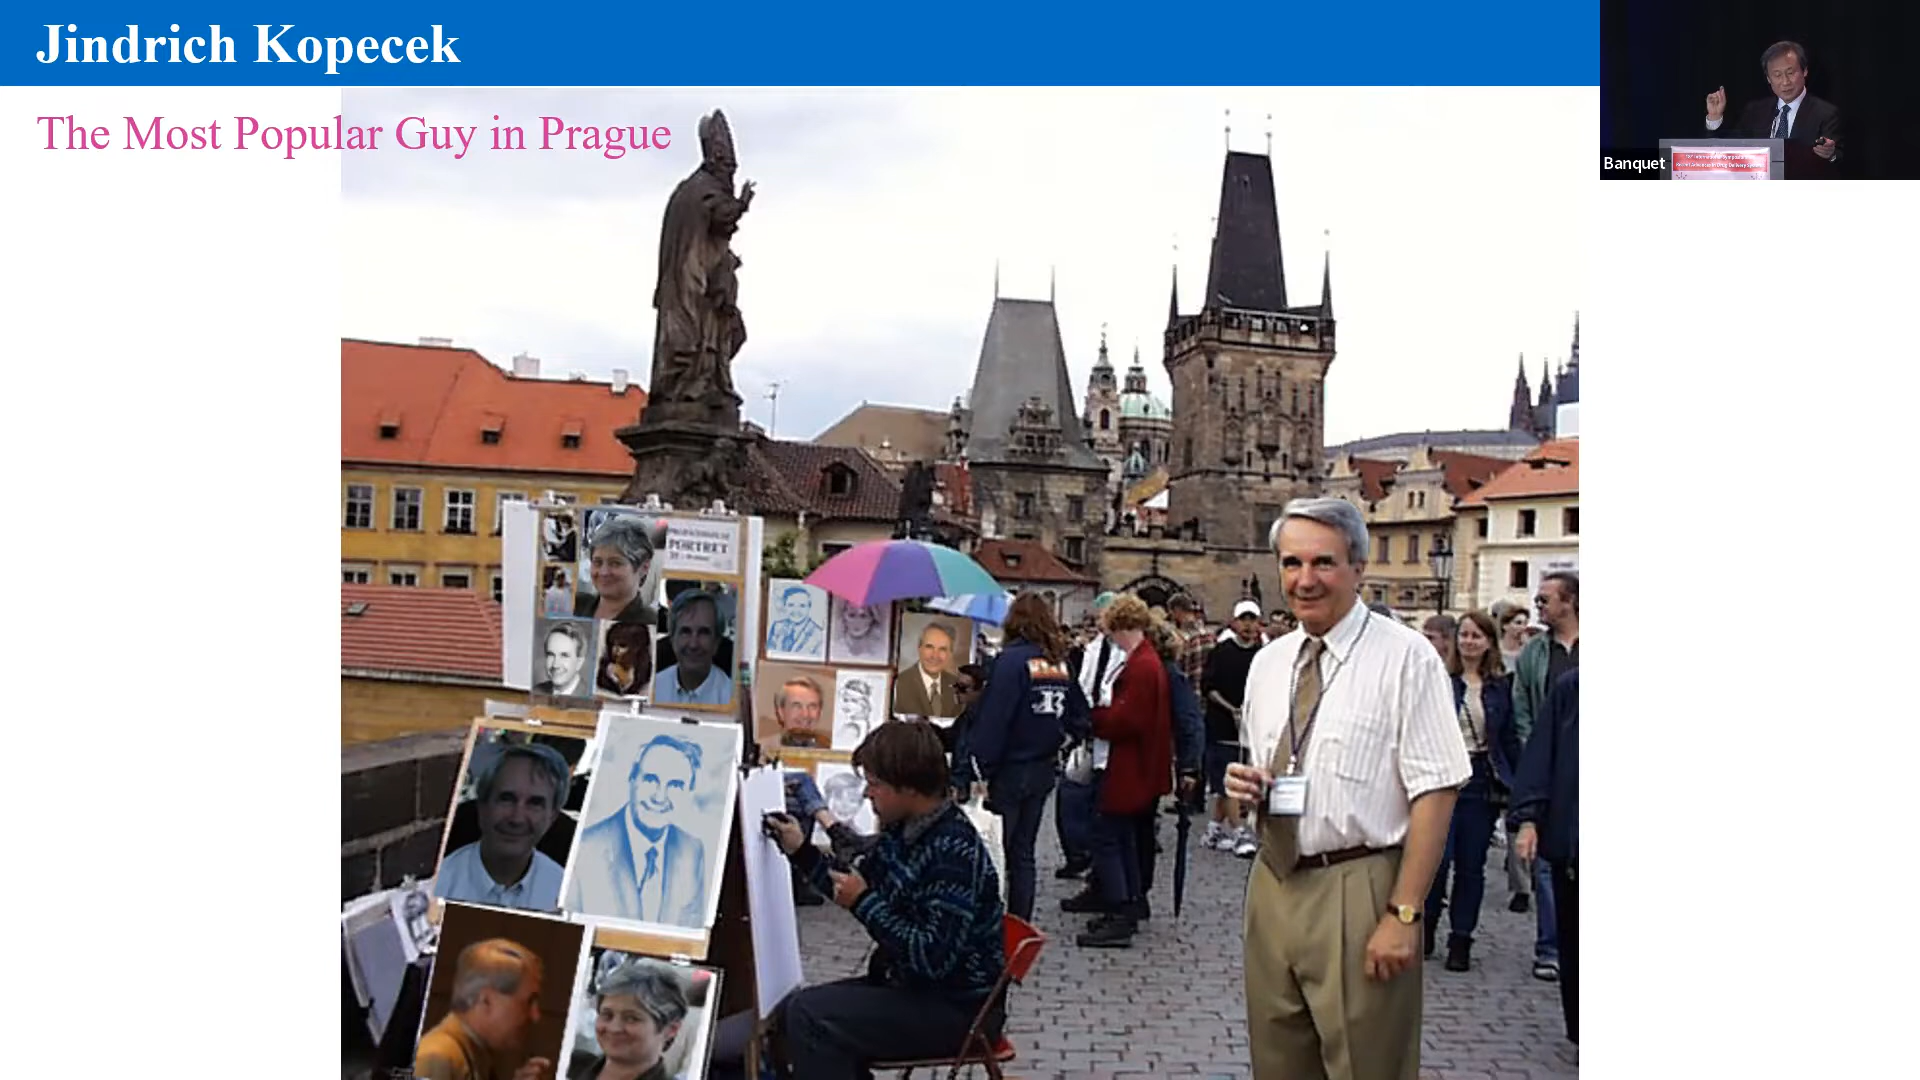 Jindrich Kopecek
The Most Popular Guy in Prague
Banquet
PORTRET